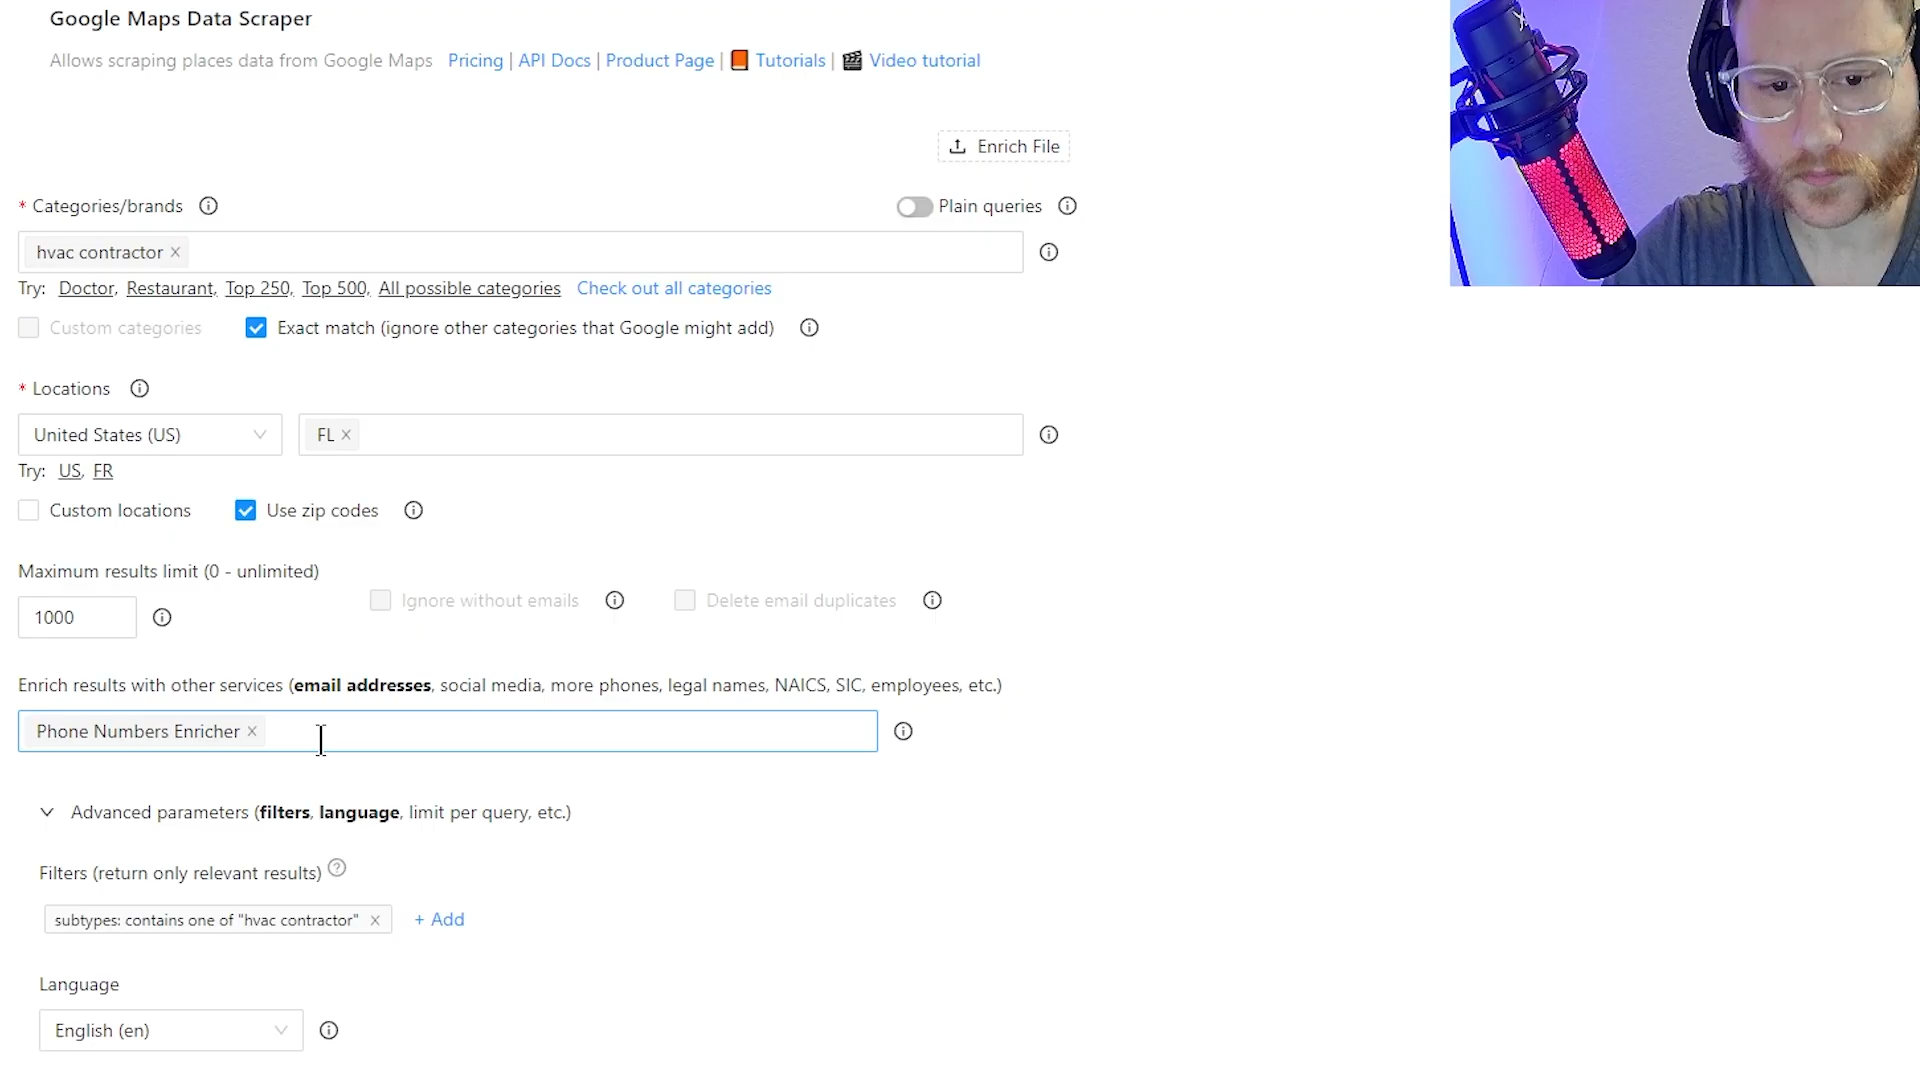 Google Maps Data Scraper
Allows scraping places data from Google Maps Pricing | API Docs | Product Page | Tutorials | Video tutorial
Enrich File
* Categories/brands
Plain queries
hvac contractor
Try: Doctor, Restaurant, Top 250, Top 500, All possible categories Check out all categories
Custom categories Exact match (ignore other categories that Google might add)
* Locations
United States (US) FL
Try: US, FR
Custom locations Use zip codes
Maximum results limit (0 - unlimited)
1000 Ignore without emails Delete email duplicates
Enrich results with other services (email addresses, social media, more phones, legal names, NAICS, SIC, employees, etc.)
Phone Numbers Enricher
Advanced parameters (filters, language, limit per query, etc.)
Filters (return only relevant results)
subtypes: contains one of "hvac contractor" + Add
Language
English (en)